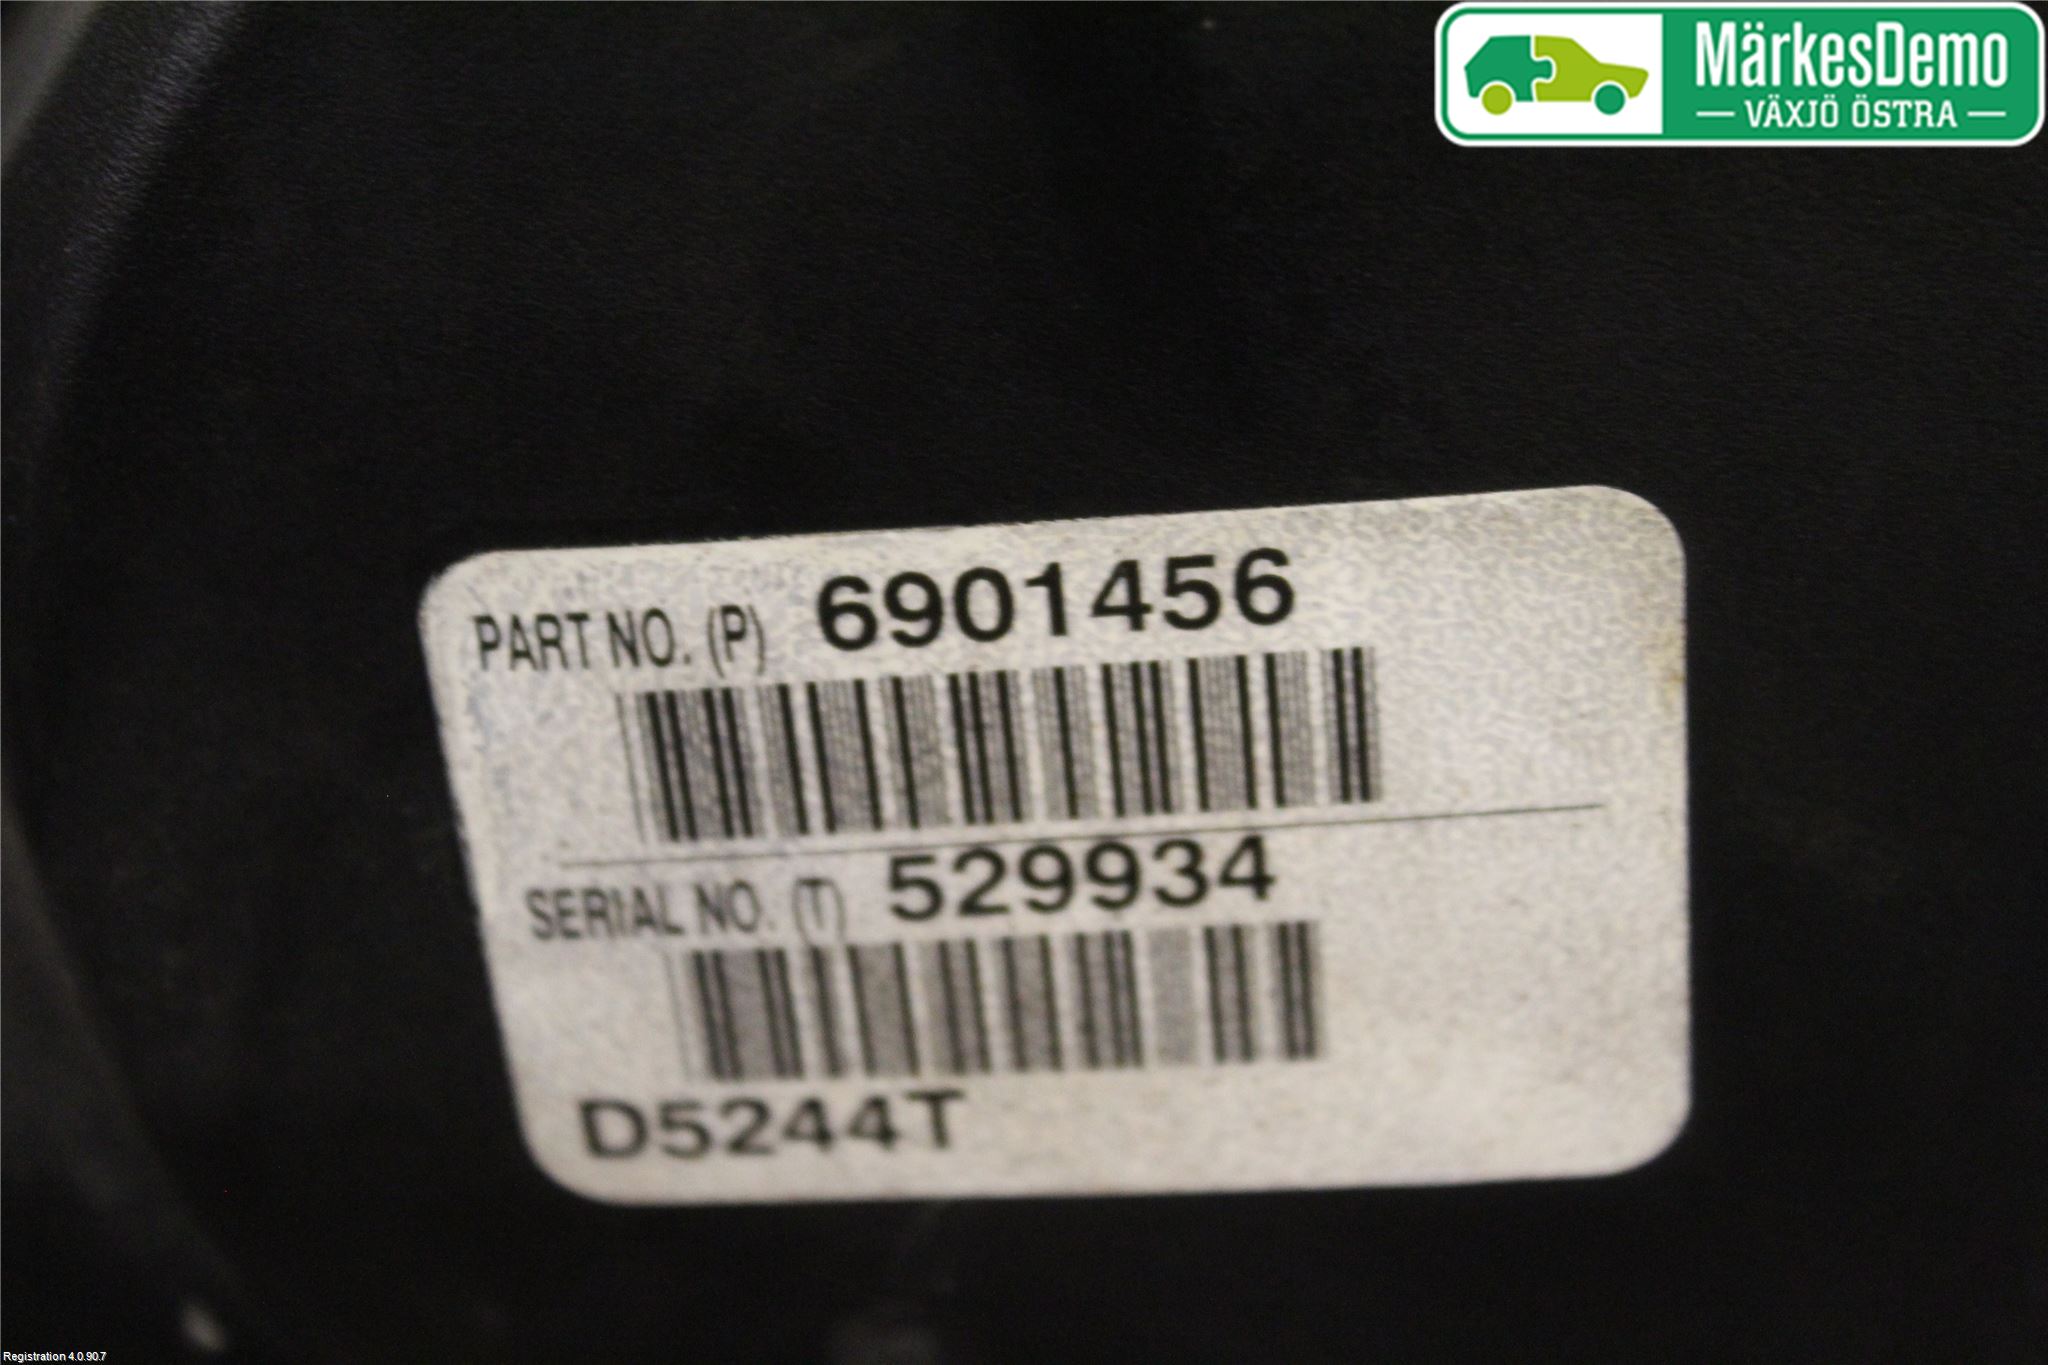 MärkesDemo
VÄXJÖ ÖSTRA
PART NO. (P) 6901456
SERIAL NO. (T) 529934
D5244T
Registration 4.0.90.7